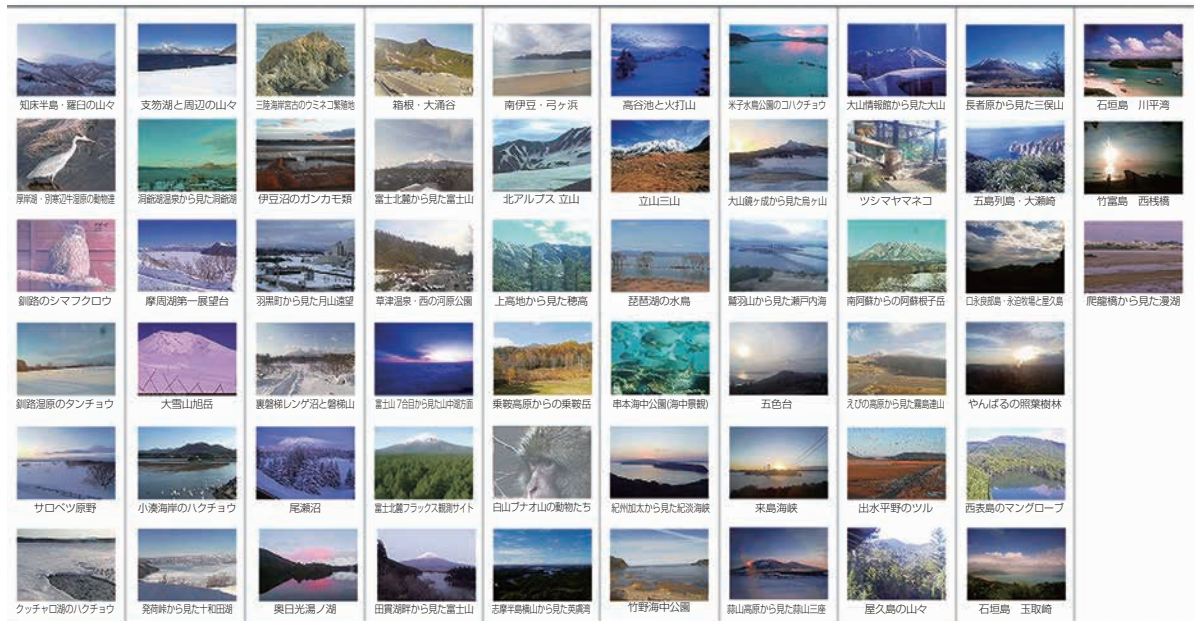 知床半島・羅臼の山々
支笏湖と周辺の山々
三陸海岸宮古のウミネコ繁殖地
箱根・大涌谷
南伊豆・弓ヶ浜
高谷池と火打山
米子水鳥公園のコハクチョウ
大山情報館から見た大山
長者原から見た三俣山
石垣島 川平湾
厚岸湖・別寒辺牛湿原の動物達
洞爺湖温泉から見た洞爺湖
伊豆沼のガンカモ類
富士北麓から見た富士山
北アルプス 立山
立山三山
大山鏡ヶ成から見た烏ヶ山
ツシマヤマネコ
五島列島・大瀬崎
竹富島 西桟橋
釧路のシマフクロウ
摩周湖第一展望台
羽黒町から見た月山遠望
草津温泉・西の河原公園
上高地から見た穂高
琵琶湖の水鳥
鷲羽山から見た瀬戸内海
南阿蘇からの阿蘇根子岳
口永良部島・永迫牧場と屋久島
爬龍橋から見た漫湖
釧路湿原のタンチョウ
大雪山旭岳
裏磐梯レンゲ沼と磐梯山
富士山7合目から見た山中湖方面
乗鞍高原からの乗鞍岳
串本海中公園(海中景観)
五色台
えびの高原から見た霧島連山
やんばるの照葉樹林
サロベツ原野
小湊海岸のハクチョウ
尾瀬沼
富士北麓フラックス観測サイト
白山ブナオ山の動物たち
紀州加太から見た紀淡海峡
来島海峡
出水平野のツル
西表島のマングローブ
クッチャロ湖のハクチョウ
発荷峠から見た十和田湖
奥日光湯ノ湖
田貫湖畔から見た富士山
志摩半島横山から見た英虞湾
竹野海中公園
蒜山高原から見た蒜山三座
屋久島の山々
石垣島 玉取崎